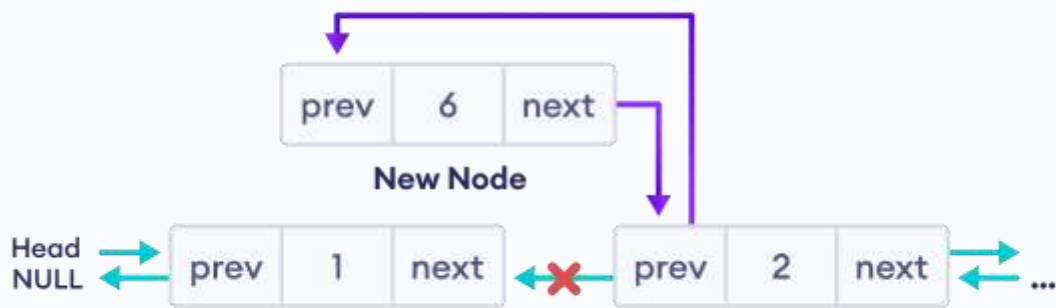 prev 6 next
New Node
Head
NULL
prev 1 next
prev 2 next
...